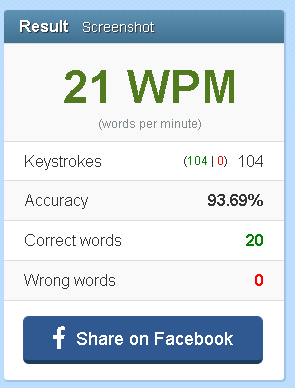 Result Screenshot
21 WPM
(words per minute)
Keystrokes (104 | 0) 104
Accuracy 93.69%
Correct words 20
Wrong words 0
f Share on Facebook